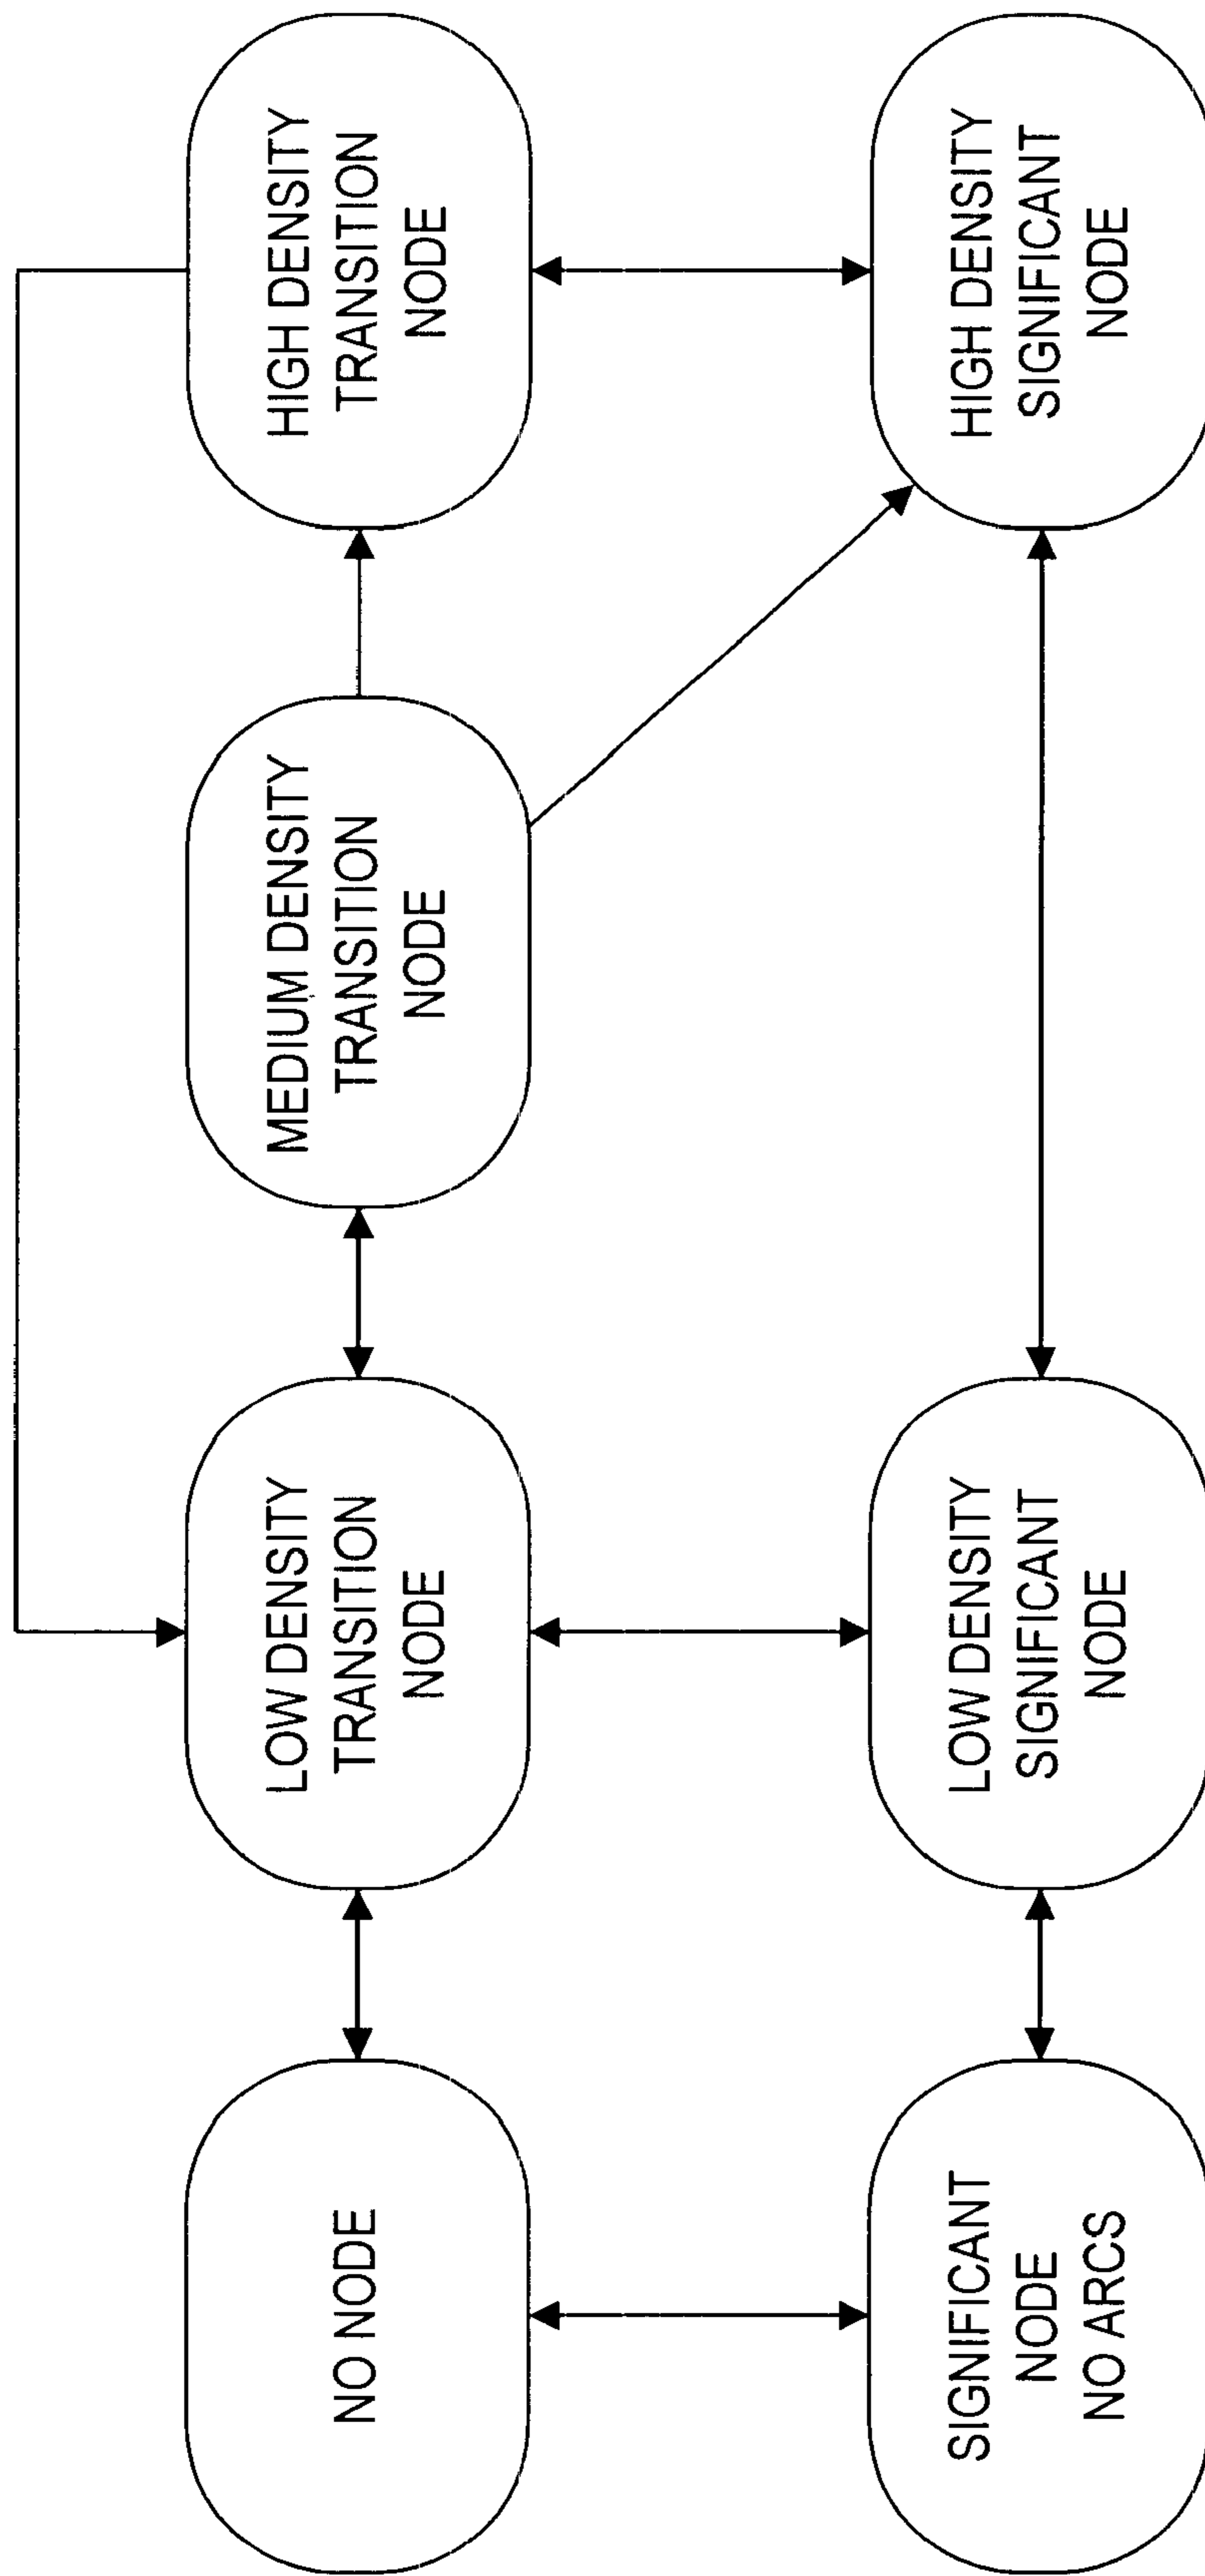 NO NODE
LOW DENSITY
TRANSITION
NODE
MEDIUM DENSITY
TRANSITION
NODE
HIGH DENSITY
TRANSITION
NODE
SIGNIFICANT
NODE
NO ARCS
LOW DENSITY
SIGNIFICANT
NODE
HIGH DENSITY
SIGNIFICANT
NODE